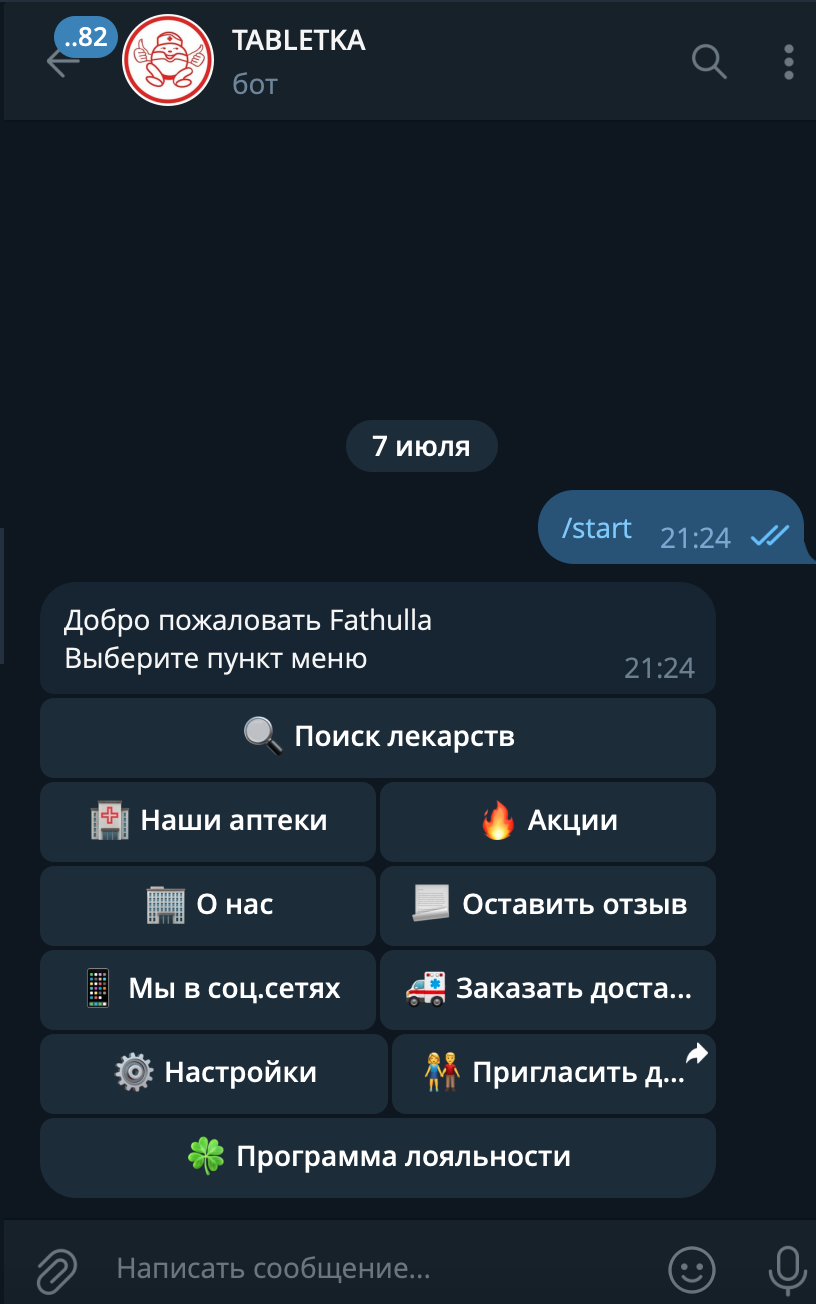 ..82
TABLETKA
бот
7 июля
/start 21:24
Добро пожаловать Fathulla
Выберите пункт меню
21:24
Поиск лекарств
Наши аптеки
Акции
О нас
Оставить отзыв
Мы в соц.сетях
Заказать доста...
Настройки
Пригласить д...
Программа лояльности
Написать сообщение...